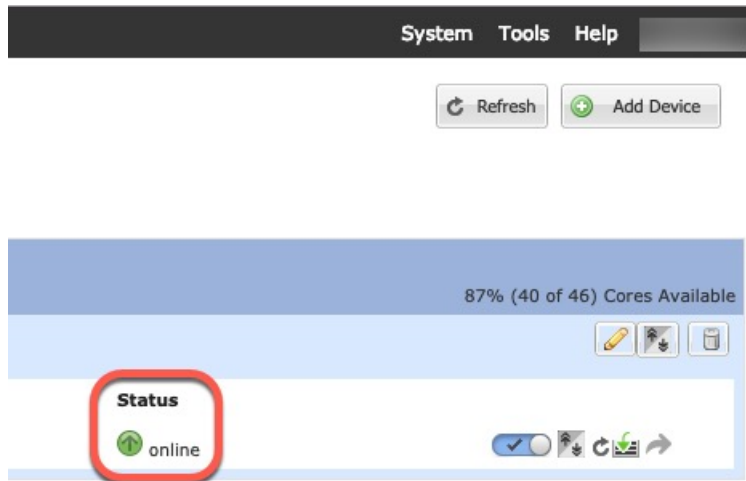 System Tools Help
Refresh Add Device
87% (40 of 46) Cores Available
Status
online